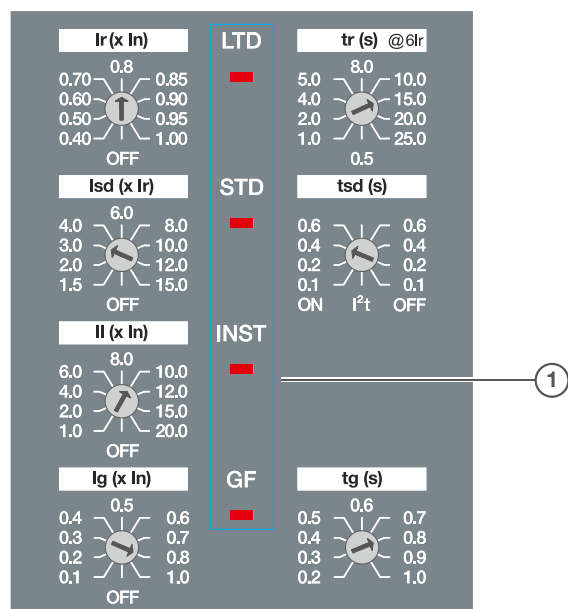 Ir (x In) LTD tr (s) @6Ir
0.8 8.0
0.70 0.85 5.0 10.0
0.60 0.90 4.0 15.0
0.50 0.95 2.0 20.0
0.40 1.00 1.0 25.0
OFF 0.5
Isd (x Ir) STD tsd (s)
6.0
4.0 8.0 0.6 0.6
3.0 10.0 0.4 0.4
2.0 12.0 0.2 0.2
1.5 15.0 0.1 0.1
OFF ON I²t OFF
II (x In) INST
8.0
6.0 10.0
4.0 12.0
2.0 15.0
1.0 20.0
OFF
1
Ig (x In) GF tg (s)
0.5 0.6
0.4 0.6 0.5 0.7
0.3 0.7 0.4 0.8
0.2 0.8 0.3 0.9
0.1 1.0 0.2 1.0
OFF